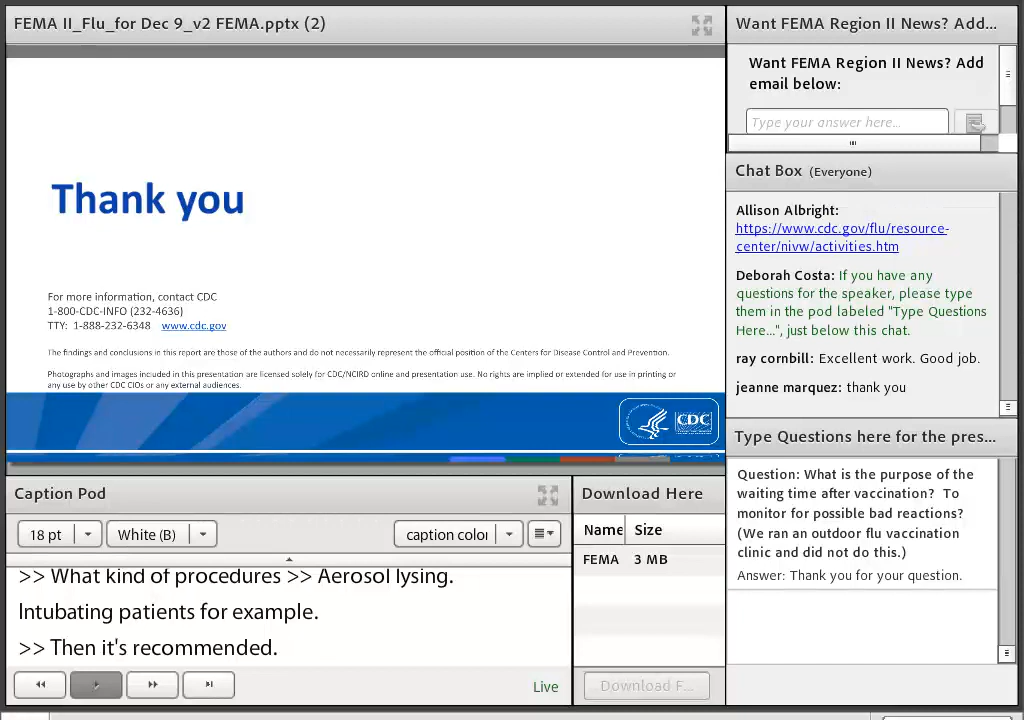 FEMA II_Flu_for Dec 9_v2 FEMA.pptx (2)
Thank you
For more information, contact CDC
1-800-CDC-INFO (232-4636)
TTY: 1-888-232-6348 www.cdc.gov
The findings and conclusions in this report are those of the authors and do not necessarily represent the official position of the Centers for Disease Control and Prevention.
Photographs and images included in this presentation are licensed solely for CDC/NCIRD online and presentation use. No rights are implied or extended for use in printing or
any use by other CDC CIOs or any external audiences.
CDC
Want FEMA Region II News? Add...
Want FEMA Region II News? Add
email below:
Type your answer here...
Chat Box (Everyone)
Allison Albright:
https://www.cdc.gov/flu/resource-
center/nivw/activities.htm
Deborah Costa: If you have any
questions for the speaker, please type
them in the pod labeled "Type Questions
Here...", just below this chat.
ray cornbill: Excellent work. Good job.
jeanne marquez: thank you
Caption Pod
18 pt
White (B)
caption color
>> What kind of procedures >> Aerosol lysing.
Intubating patients for example.
>> Then it's recommended.
Live
Download Here
Name Size
FEMA 3 MB
Download F...
Type Questions here for the pres...
Question: What is the purpose of the
waiting time after vaccination? To
monitor for possible bad reactions?
(We ran an outdoor flu vaccination
clinic and did not do this.)
Answer: Thank you for your question.